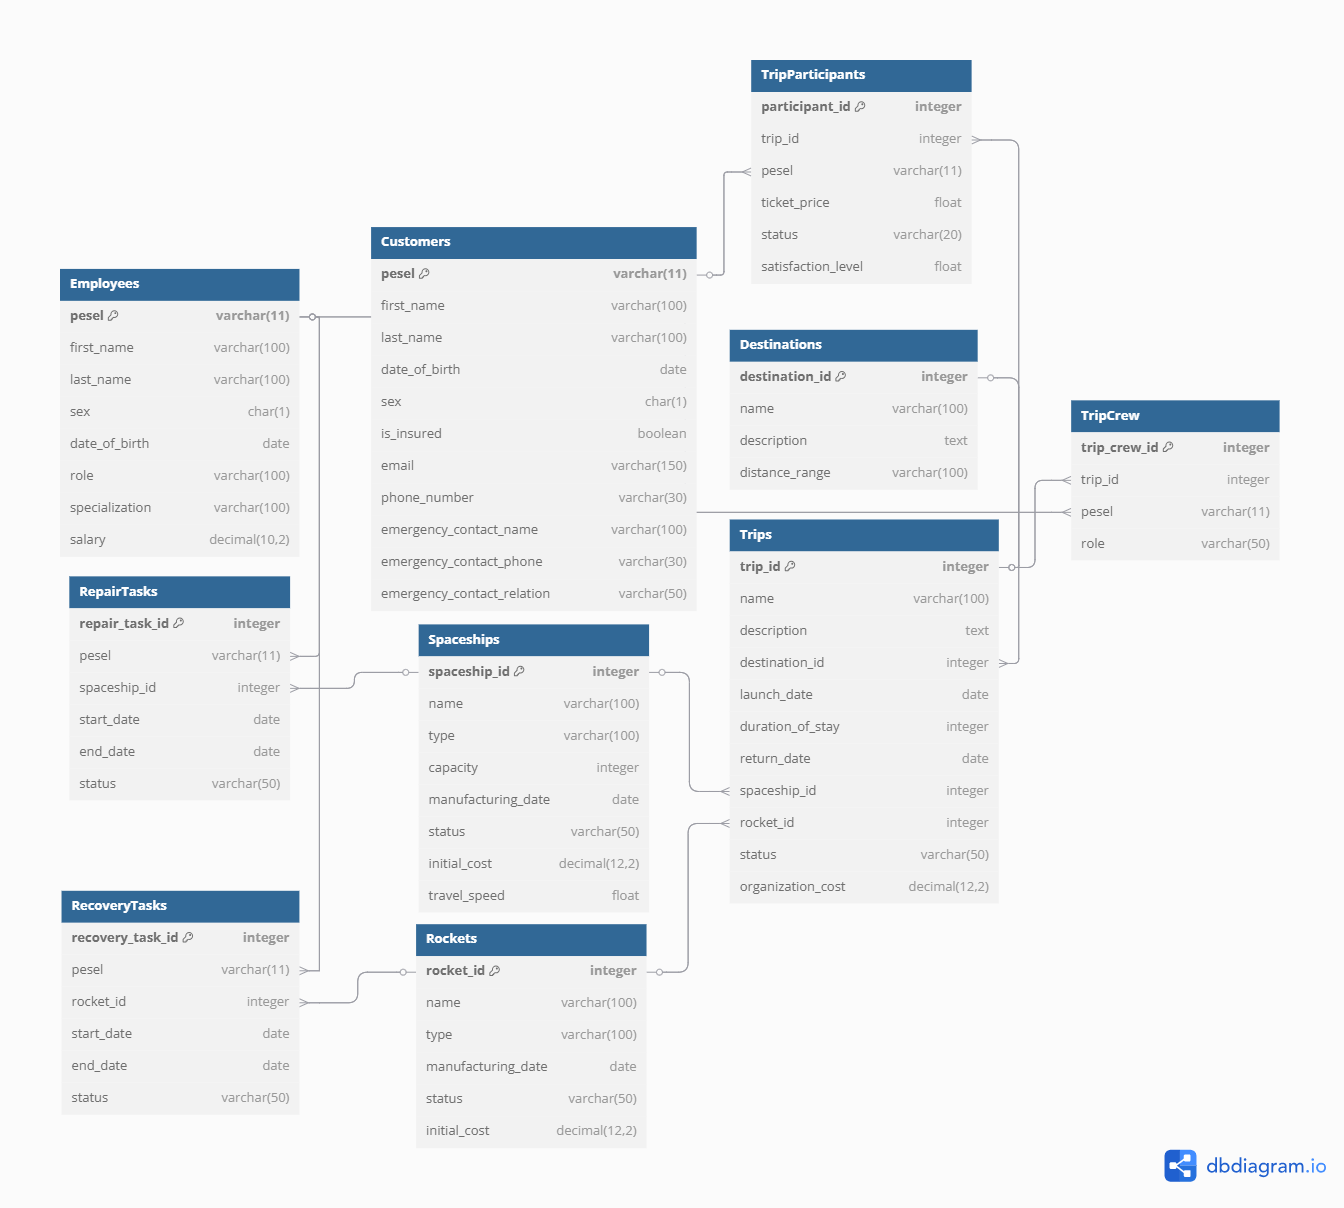 TripParticipants
participant_id integer
trip_id integer
pesel varchar(11)
ticket_price float
status varchar(20)
satisfaction_level float
Customers
pesel varchar(11)
first_name varchar(100)
last_name varchar(100)
date_of_birth date
sex char(1)
is_insured boolean
email varchar(150)
phone_number varchar(30)
emergency_contact_name varchar(100)
emergency_contact_phone varchar(30)
emergency_contact_relation varchar(50)
Employees
pesel varchar(11)
first_name varchar(100)
last_name varchar(100)
sex char(1)
date_of_birth date
role varchar(100)
specialization varchar(100)
salary decimal(10,2)
Destinations
destination_id integer
name varchar(100)
description text
distance_range varchar(100)
TripCrew
trip_crew_id integer
trip_id integer
pesel varchar(11)
role varchar(50)
Trips
trip_id integer
name varchar(100)
description text
destination_id integer
launch_date date
duration_of_stay integer
return_date date
spaceship_id integer
rocket_id integer
status varchar(50)
organization_cost decimal(12,2)
RepairTasks
repair_task_id integer
pesel varchar(11)
spaceship_id integer
start_date date
end_date date
status varchar(50)
Spaceships
spaceship_id integer
name varchar(100)
type varchar(100)
capacity integer
manufacturing_date date
status varchar(50)
initial_cost decimal(12,2)
travel_speed float
RecoveryTasks
recovery_task_id integer
pesel varchar(11)
rocket_id integer
start_date date
end_date date
status varchar(50)
Rockets
rocket_id integer
name varchar(100)
type varchar(100)
manufacturing_date date
status varchar(50)
initial_cost decimal(12,2)
dbdiagram.io